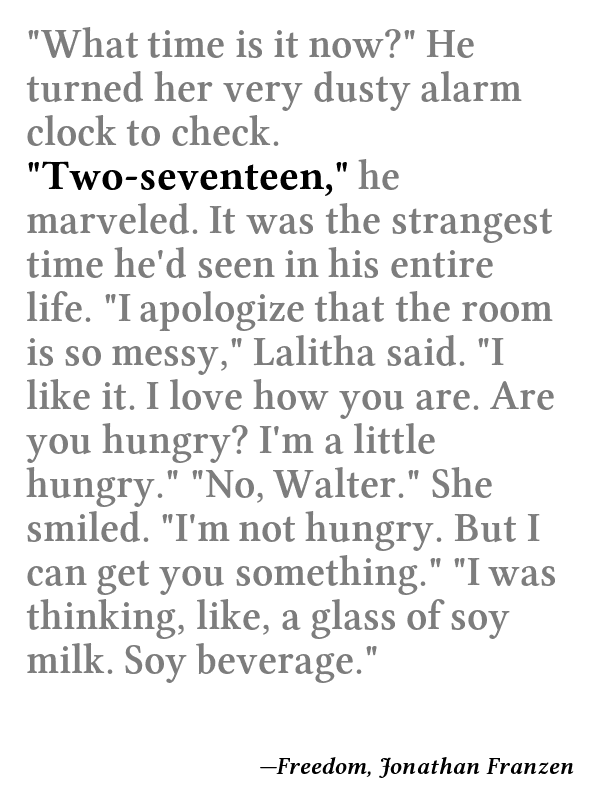 "What time is it now?" He
turned her very dusty alarm
clock to check.
"Two-seventeen," he
marveled. It was the strangest
time he'd seen in his entire
life. "I apologize that the room
is so messy," Lalitha said. "I
like it. I love how you are. Are
you hungry? I'm a little
hungry." "No, Walter." She
smiled. "I'm not hungry. But I
can get you something." "I was
thinking, like, a glass of soy
milk. Soy beverage."
—Freedom, Jonathan Franzen